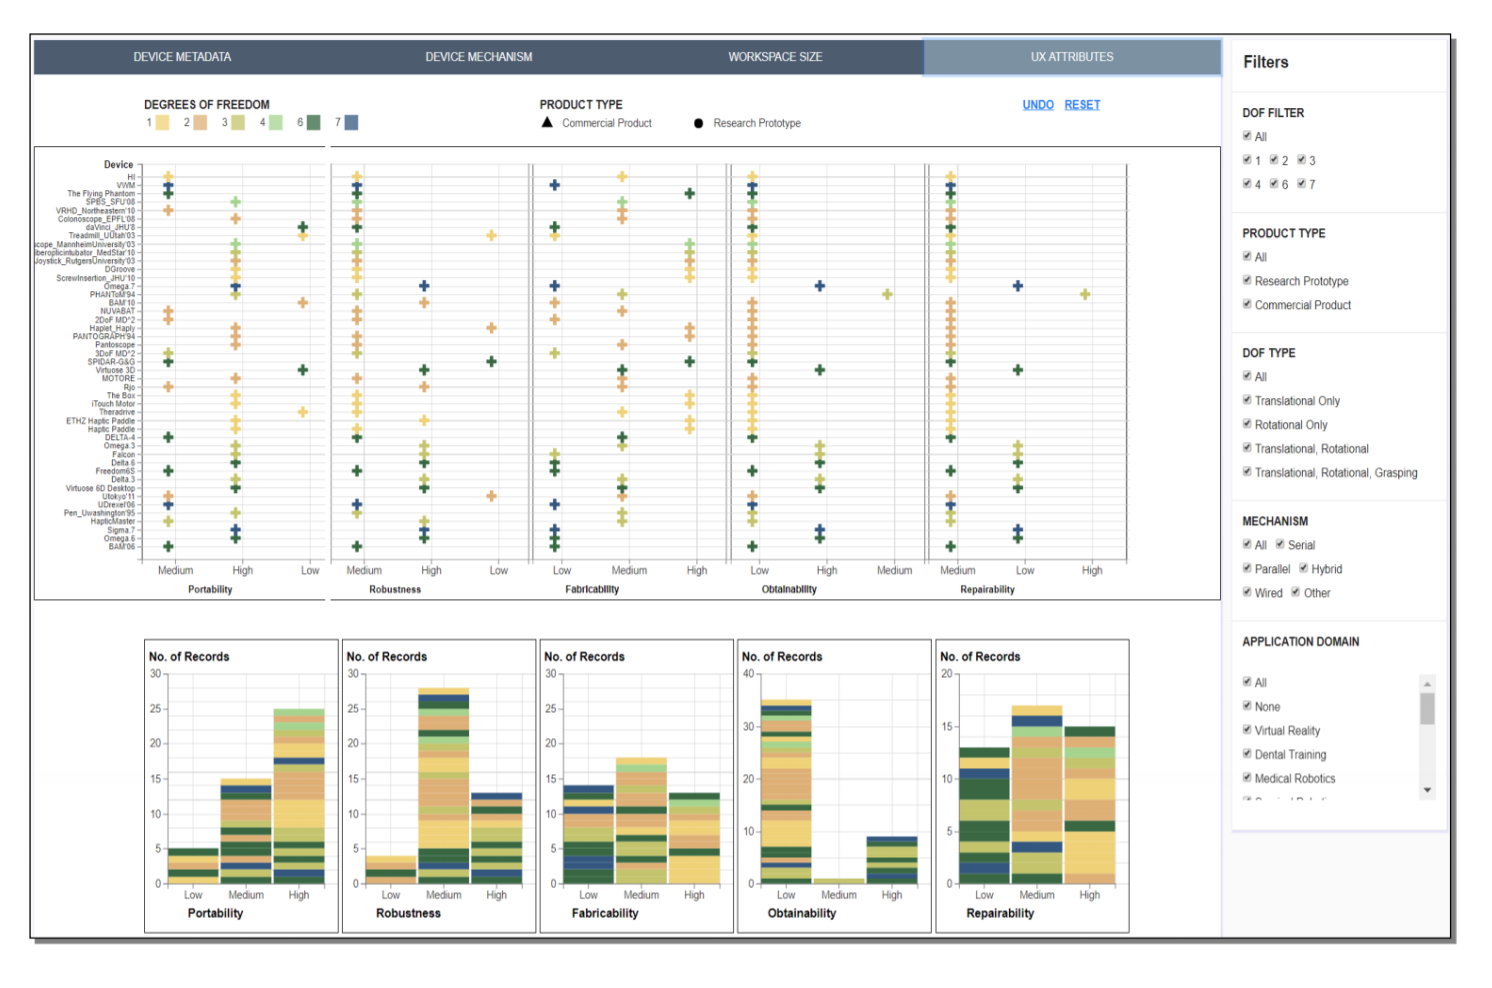 DEVICE METADATA
DEVICE MECHANISM
WORKSPACE SIZE
UX ATTRIBUTES
DEGREES OF FREEDOM
1 2 3 4 6 7
PRODUCT TYPE
Commercial Product Research Prototype
UNDO RESET
Device
HI
VWM
The Flying Phantom
SPBS_SFU'08
VRHD_Northeastern'10
Colonoscope_EPFL'08
daVinci_JHU'8
Treadmill_UUtah'03
scope_MannheimUniversity'03
iberopticintubator_MedStar'10
Joystick_RutgersUniversity'03
DGroove
ScrewInsertion_JHU'10
Omega.7
PHANToM'94
BAM'10
NUVABAT
2DoF MD^2
Haplet_Haply
PANTOGRAPH'94
Pantoscope
3DoF MD^2
SPIDAR-G&G
Virtuose 3D
MOTORE
Rjo
The Box
iTouch Motor
Theradrive
ETHZ Haptic Paddle
Haptic Paddle
DELTA-4
Omega.3
Falcon
Delta.6
Freedom6S
Delta.3
Virtuose 6D Desktop
Utokyo'11
UDrexel'06
Pen_Uwashington'95
HapticMaster
Sigma.7
Omega.6
BAM'06
Medium High Low
Portability
Medium High Low
Robustness
Low Medium High
Fabricability
Low High Medium
Obtainability
Medium Low High
Repairability
No. of Records
30
25
20
15
10
5
0
Low Medium High
Portability
No. of Records
30
25
20
15
10
5
0
Low Medium High
Robustness
No. of Records
30
25
20
15
10
5
0
Low Medium High
Fabricability
No. of Records
40
30
20
10
0
Low Medium High
Obtainability
No. of Records
20
15
10
5
0
Low Medium High
Repairability
Filters
DOF FILTER
All
1 2 3
4 6 7
PRODUCT TYPE
All
Research Prototype
Commercial Product
DOF TYPE
All
Translational Only
Rotational Only
Translational, Rotational
Translational, Rotational, Grasping
MECHANISM
All Serial
Parallel Hybrid
Wired Other
APPLICATION DOMAIN
All
None
Virtual Reality
Dental Training
Medical Robotics